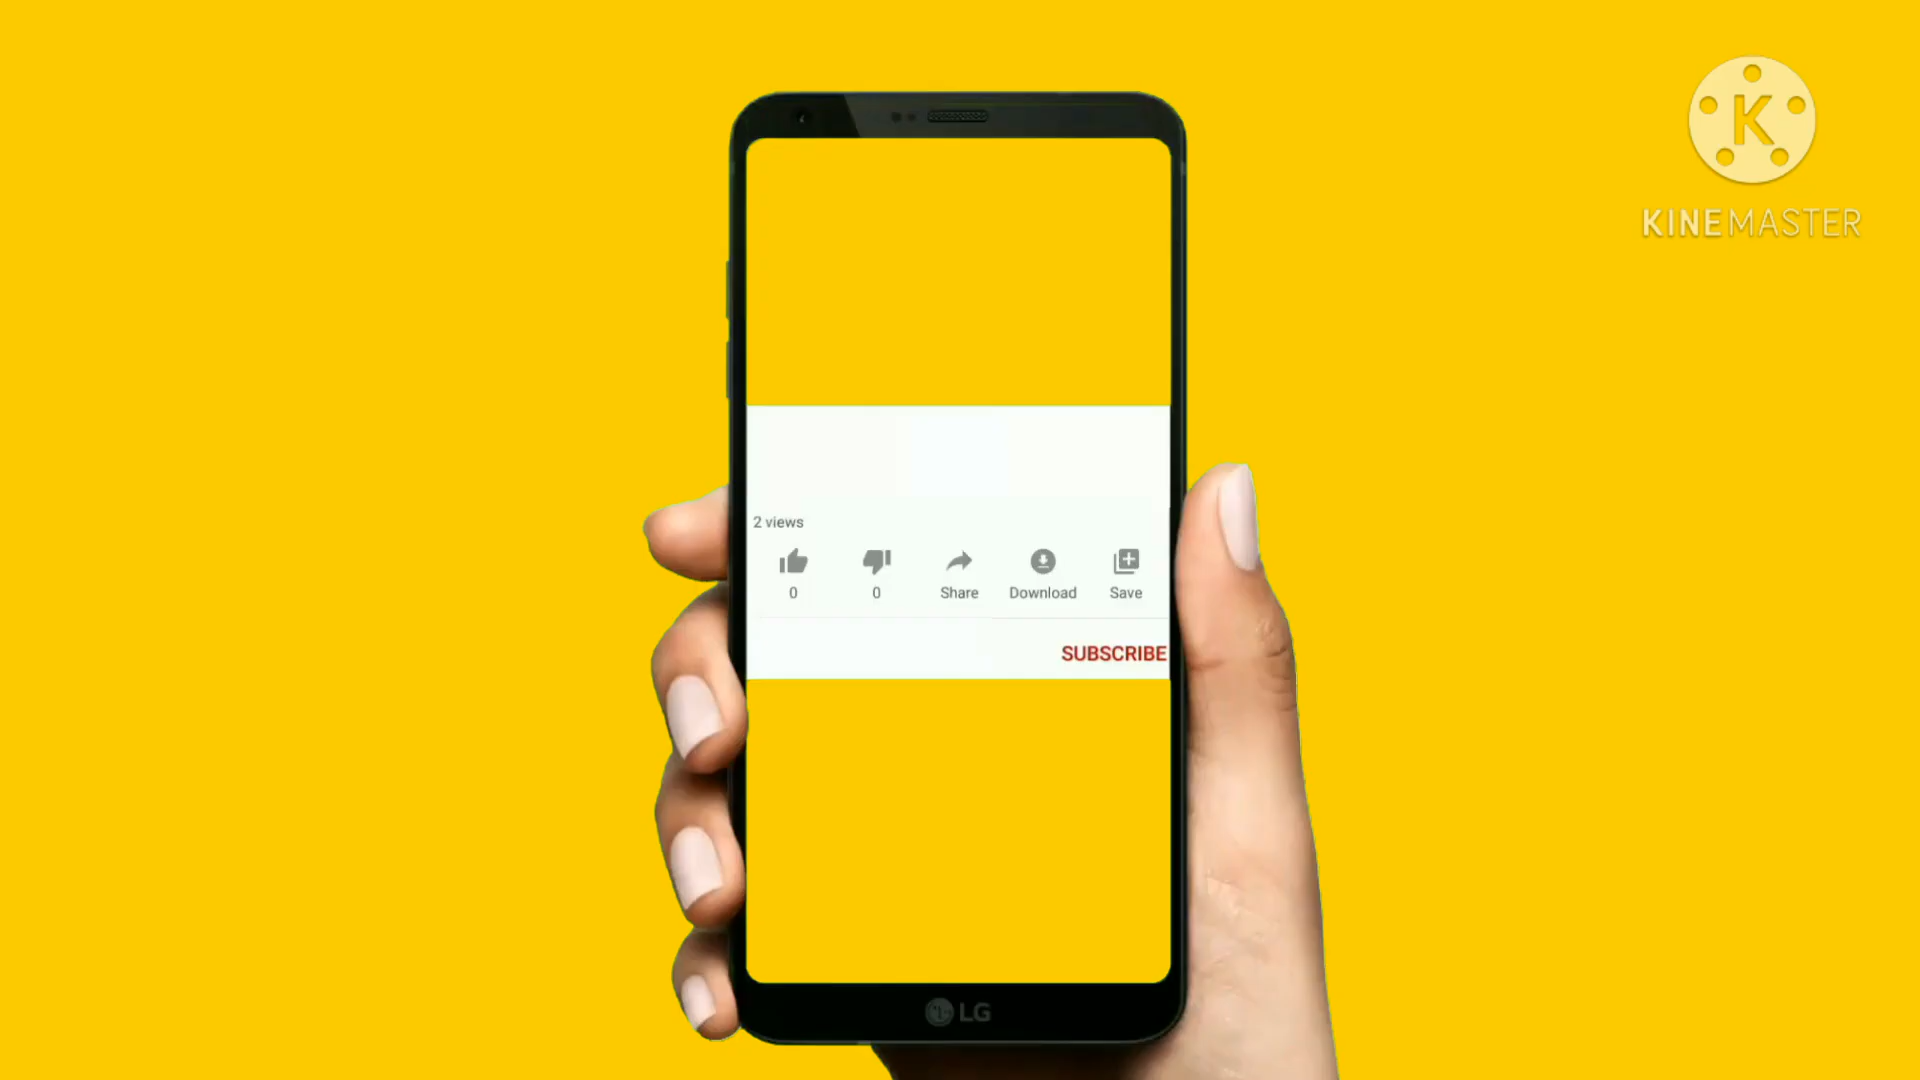 K
KINEMASTER
2 views
0 0 Share Download Save
SUBSCRIBE
LG